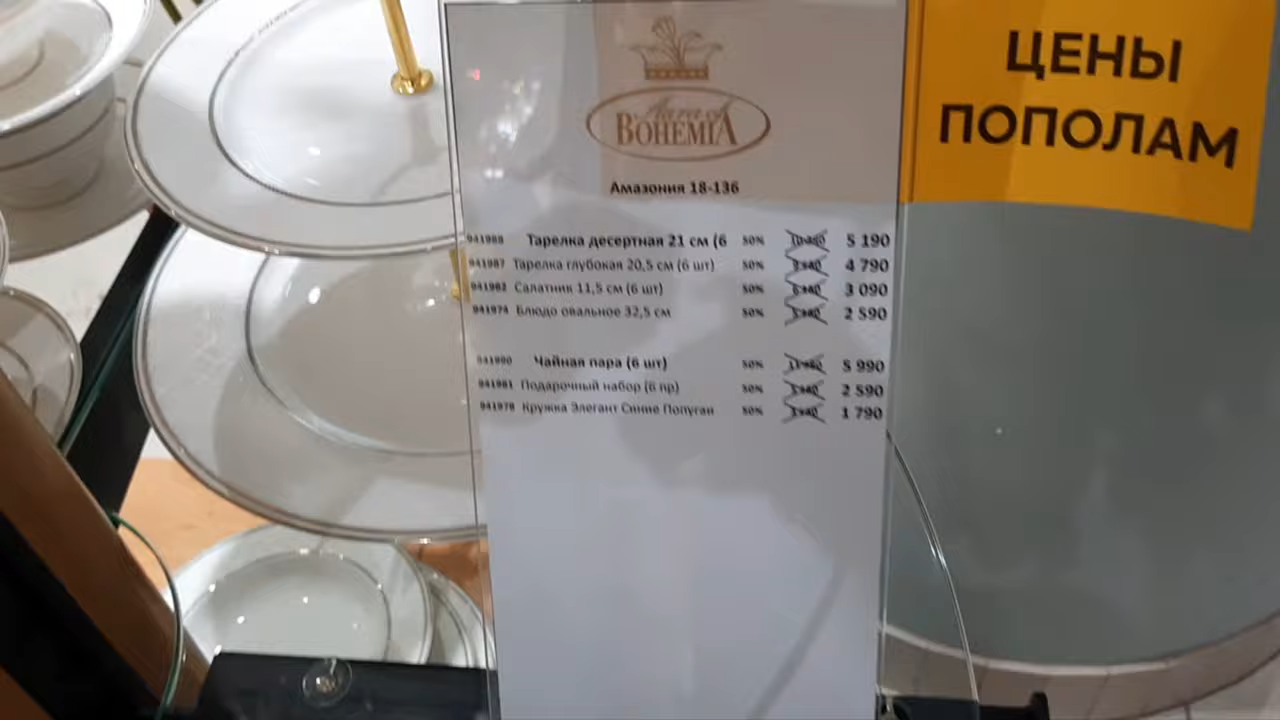 BOHEMIA
Амазония 18-136
ЦЕНЫ
ПОПОЛАМ
Тарелка десертная 21 см (6 50% 5 190
941987 Тарелка глубокая 20,5 см (6 шт) 50% 4 790
Салатник 11,5 см (6 шт) 50% 3 090
941974 Блюдо овальное 32,5 см 50% 2 590
Чайная пара (6 шт) 50% 5 990
941981 Подарочный набор (6 пр) 50% 2 590
941978 Кружка Элегант Синие Попугаи 50% 1 790